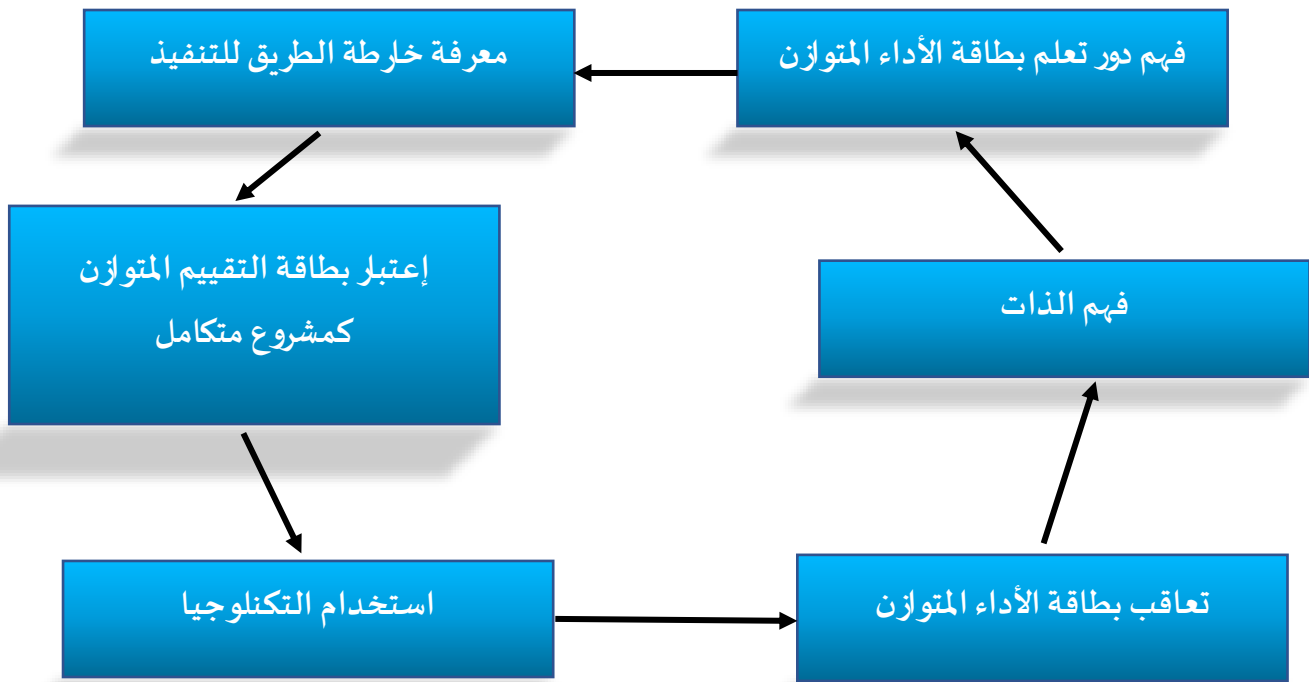 فهم دور تعلم بطاقة الأداء المتوازن
معرفة خارطة الطريق للتنفيذ
إعتبار بطاقة التقييم المتوازن
كمشروع متكامل
فهم الذات
تعاقب بطاقة الأداء المتوازن
استخدام التكنلوجيا